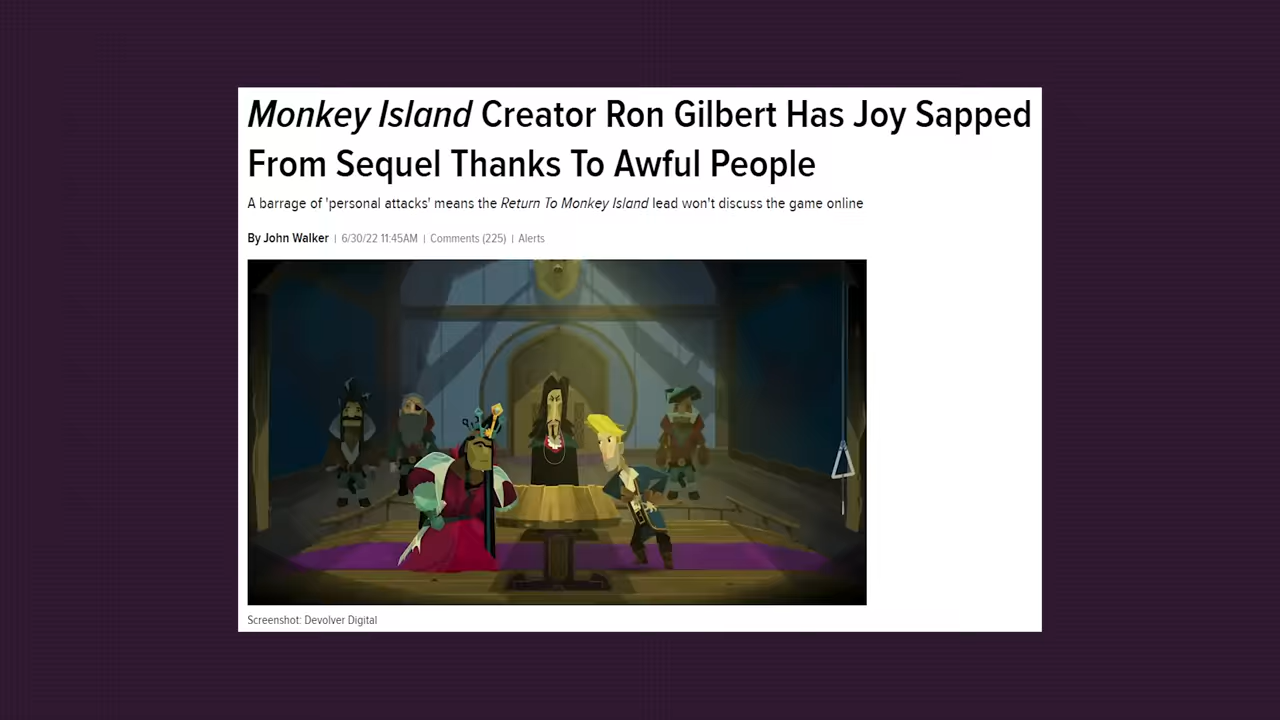 Monkey Island Creator Ron Gilbert Has Joy Sapped
From Sequel Thanks To Awful People
A barrage of 'personal attacks' means the Return To Monkey Island lead won't discuss the game online
By John Walker | 6/30/22 11:45AM | Comments (225) | Alerts
Screenshot: Devolver Digital